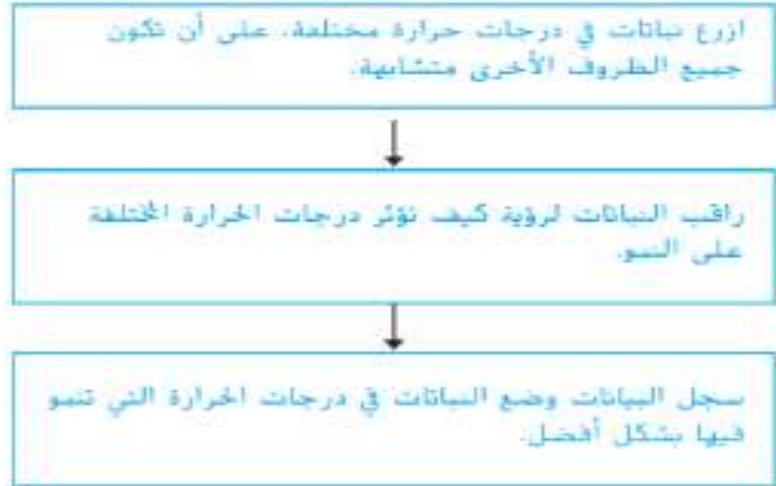 ازرع نباتات في درجات حرارة مختلفة، على أن تكون
جميع الظروف الأخرى متشابهة.
راقب النباتات لرؤية كيف تؤثر درجات الحرارة المختلفة
على النمو.
سجل البيانات وضع النباتات في درجات الحرارة التي تنمو
فيها بشكل أفضل.